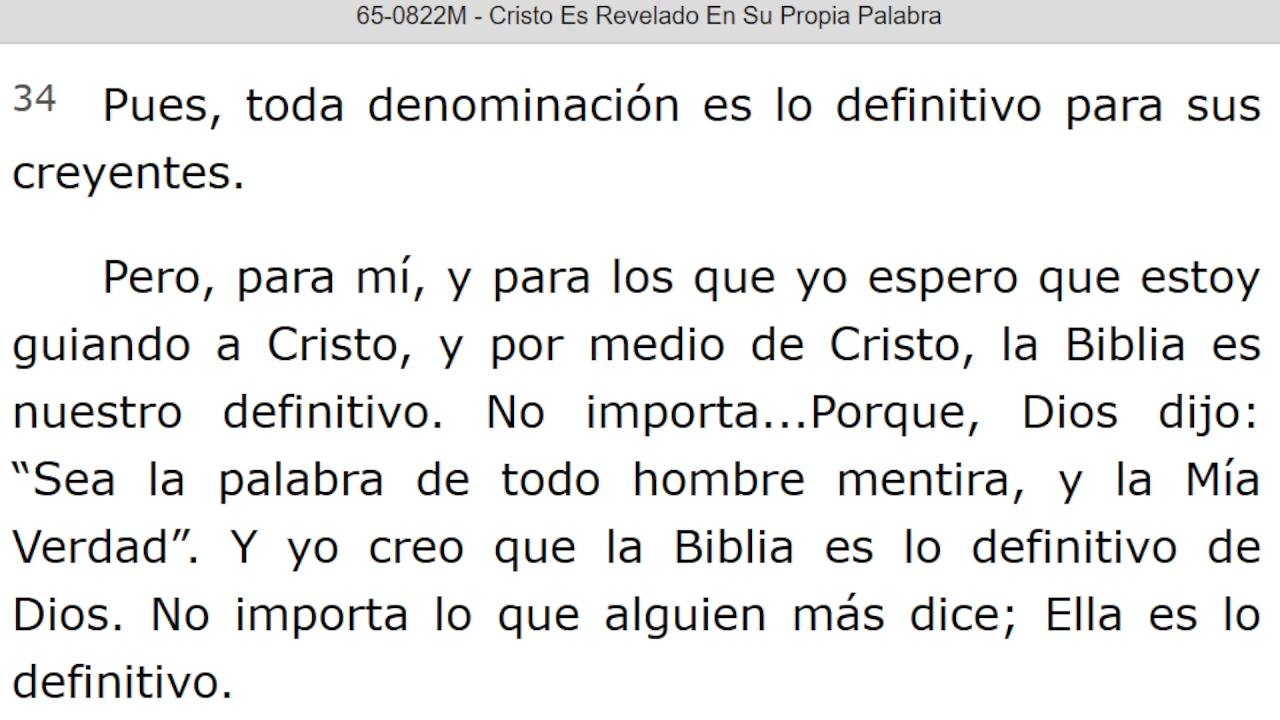 65-0822M - Cristo Es Revelado En Su Propia Palabra
34 Pues, toda denominación es lo definitivo para sus
creyentes.
Pero, para mí, y para los que yo espero que estoy
guiando a Cristo, y por medio de Cristo, la Biblia es
nuestro definitivo. No importa...Porque, Dios dijo:
“Sea la palabra de todo hombre mentira, y la Mía
Verdad”. Y yo creo que la Biblia es lo definitivo de
Dios. No importa lo que alguien más dice; Ella es lo
definitivo.